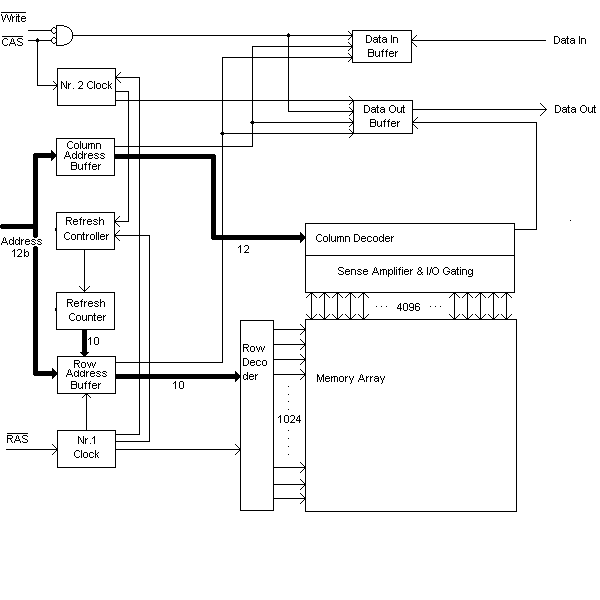 Write
CAS
Data In
Buffer
Data In
Nr. 2 Clock
Data Out
Buffer
Data Out
Column
Address
Buffer
Address
12b
Refresh
Controller
12
Column Decoder
Sense Amplifier & I/O Gating
Refresh
Counter
··· 4096 ···
10
Row
Address
Buffer
10
Row
Deco
der
Memory Array
1024
RAS
Nr.1
Clock